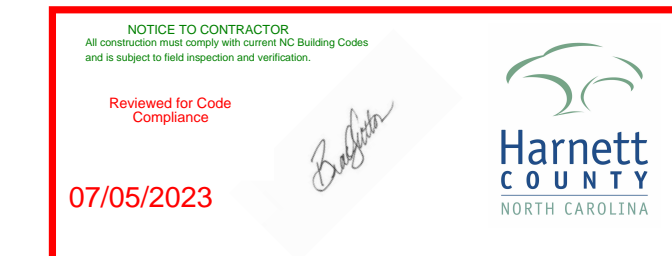 NOTICE TO CONTRACTOR
All construction must comply with current NC Building Codes
and is subject to field inspection and verification.
Reviewed for Code
Compliance
07/05/2023
Harnett
COUNTY
NORTH CAROLINA